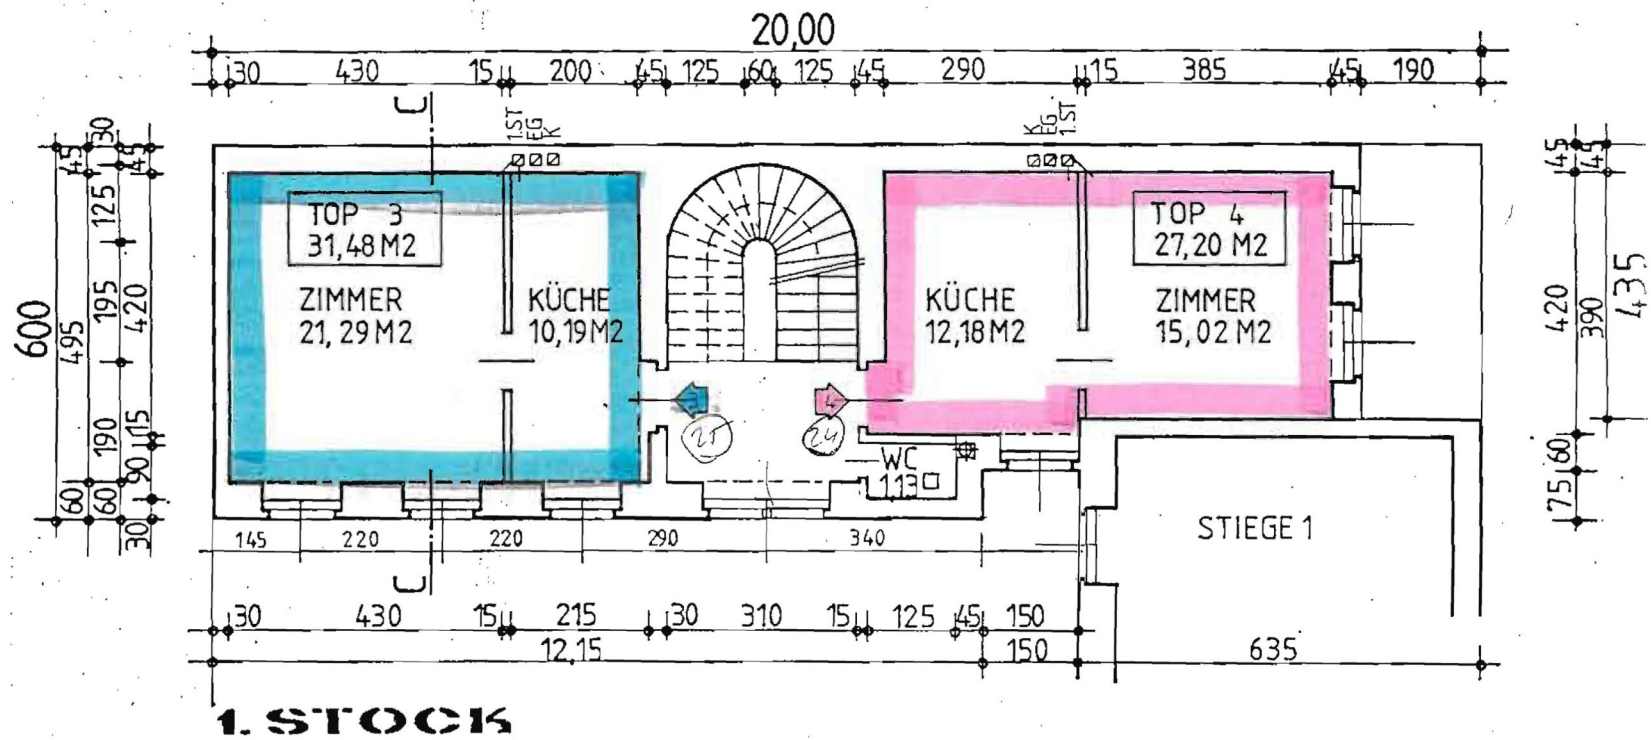 20,00
30 430 15 200 45 125 60 125 45 290 15 385 45 190
1.ST
EG
K
K
EG
1.ST
600
45
495
60
30
125
195
190
60
45
420
15
90
30
TOP 3
31,48 M2
ZIMMER
21,29 M2
KÜCHE
10,19 M2
KÜCHE
12,18 M2
TOP 4
27,20 M2
ZIMMER
15,02 M2
3
4
25
24
WC
1,13
STIEGE 1
45
420
60
75
45
390
435
145 220 220 290 340
30 430 15 215 30 310 15 125 45 150
12,15 150 635
1. STOCK